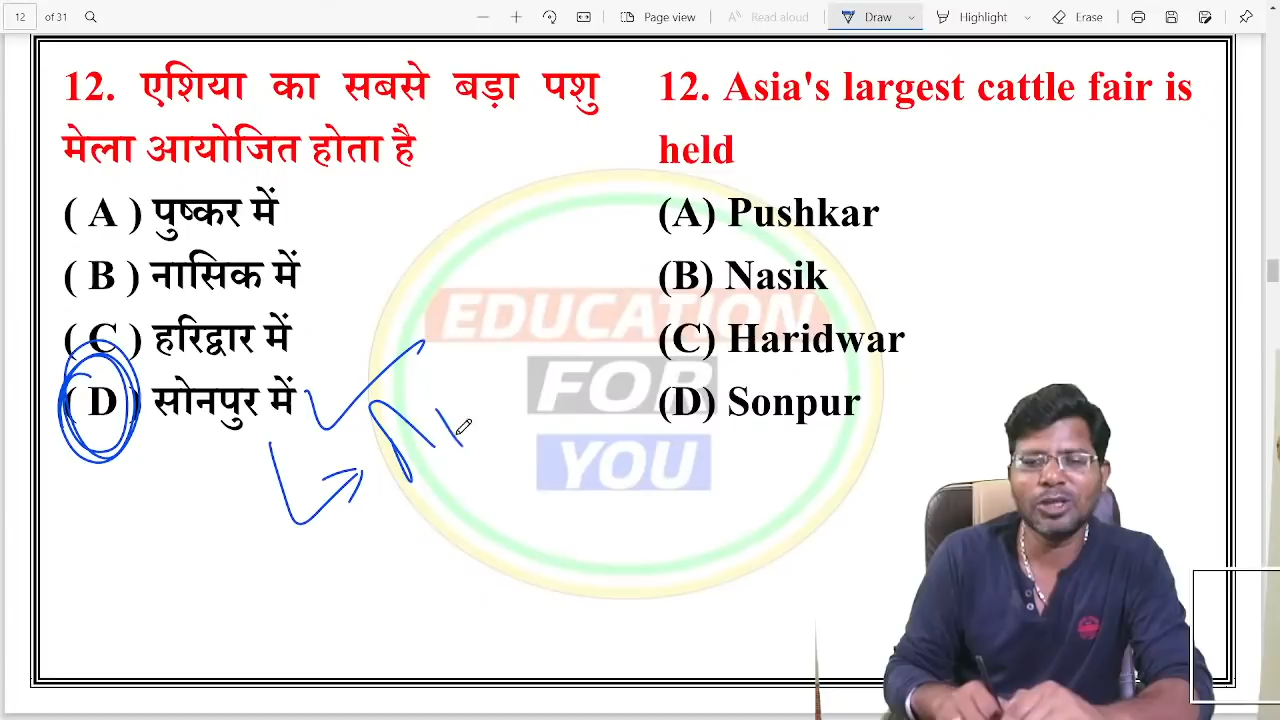 12 of 31 Page view Read aloud Draw Highlight Erase
12. एशिया का सबसे बड़ा पशु
मेला आयोजित होता है
( A ) पुष्कर में
( B ) नासिक में
( C ) हरिद्वार में
( D ) सोनपुर में
12. Asia's largest cattle fair is
held
(A) Pushkar
(B) Nasik
(C) Haridwar
(D) Sonpur
EDUCATION
FOR
YOU